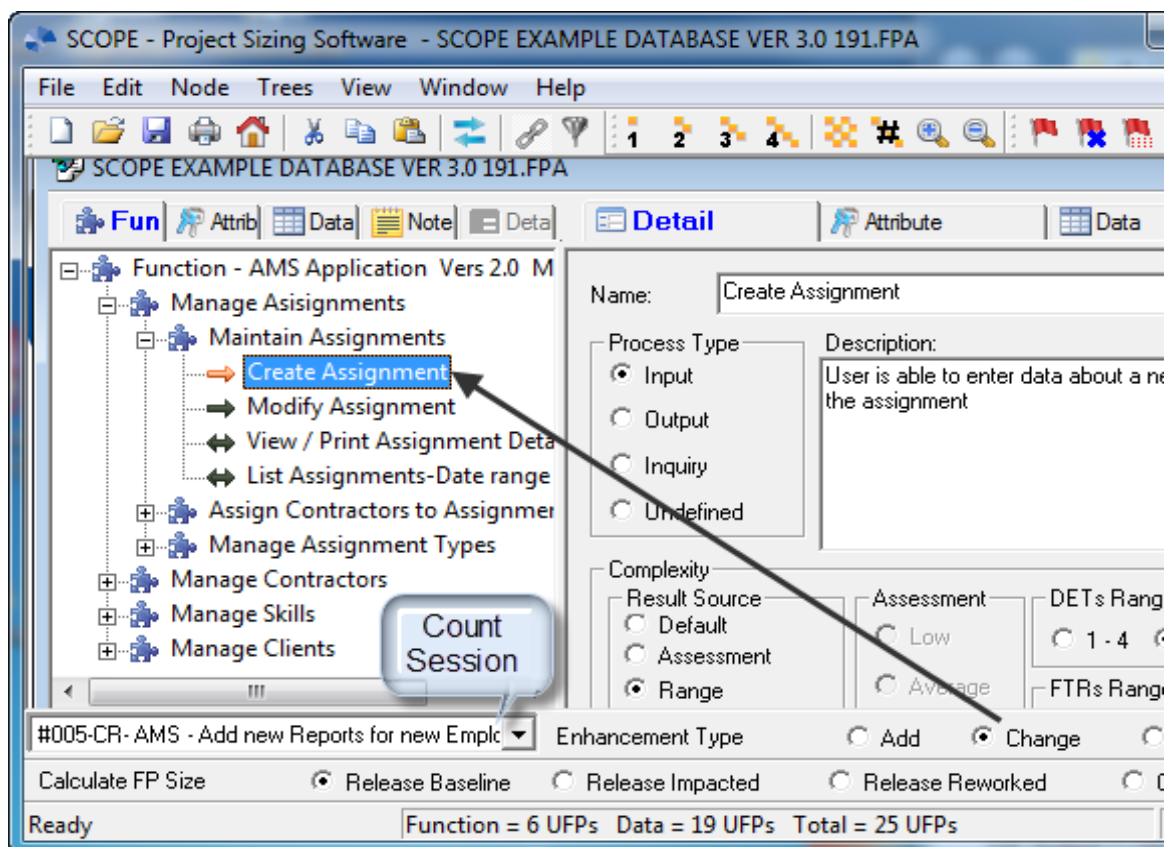 SCOPE - Project Sizing Software - SCOPE EXAMPLE DATABASE VER 3.0 191.FPA
File Edit Node Trees View Window Help
1 2 3 4 #
SCOPE EXAMPLE DATABASE VER 3.0 191.FPA
Fun Attrib Data Note Deta Detail Attribute Data
Function - AMS Application Vers 2.0 M
Manage Asisignments
Maintain Assignments
Create Assignment
Modify Assignment
View / Print Assignment Deta
List Assignments-Date range
Assign Contractors to Assignmer
Manage Assignment Types
Manage Contractors
Manage Skills
Manage Clients
Count
Session
Name: Create Assignment
Process Type
Input
Output
Inquiry
Undefined
Description:
User is able to enter data about a ne
the assignment
Complexity
Result Source
Default
Assessment
Range
Assessment
Low
Average
DETs Rang
1 - 4
FTRs Rang
#005-CR- AMS - Add new Reports for new Emplo Enhancement Type Add Change
Calculate FP Size Release Baseline Release Impacted Release Reworked
Ready Function = 6 UFPs Data = 19 UFPs Total = 25 UFPs